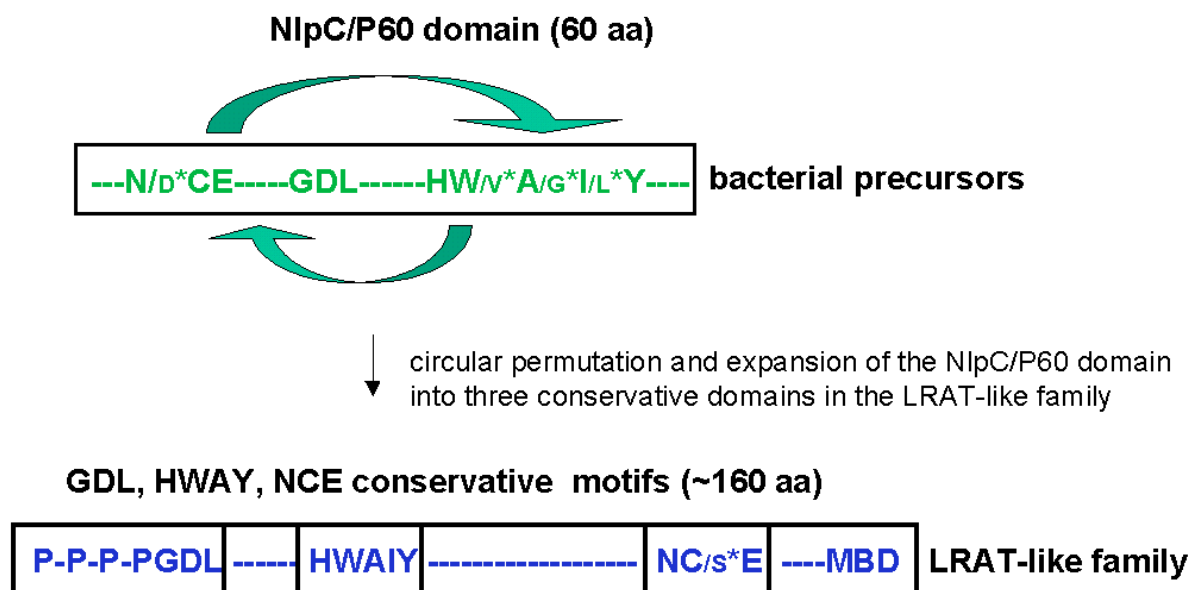 NlpC/P60 domain (60 aa)
---N/D*CE-----GDL------HW/V*A/G*I/L*Y----
bacterial precursors
circular permutation and expansion of the NlpC/P60 domain
into three conservative domains in the LRAT-like family
GDL, HWAY, NCE conservative motifs (~160 aa)
P-P-P-PGDL ------ HWAIY ------------------- NC/S*E ----MBD LRAT-like family